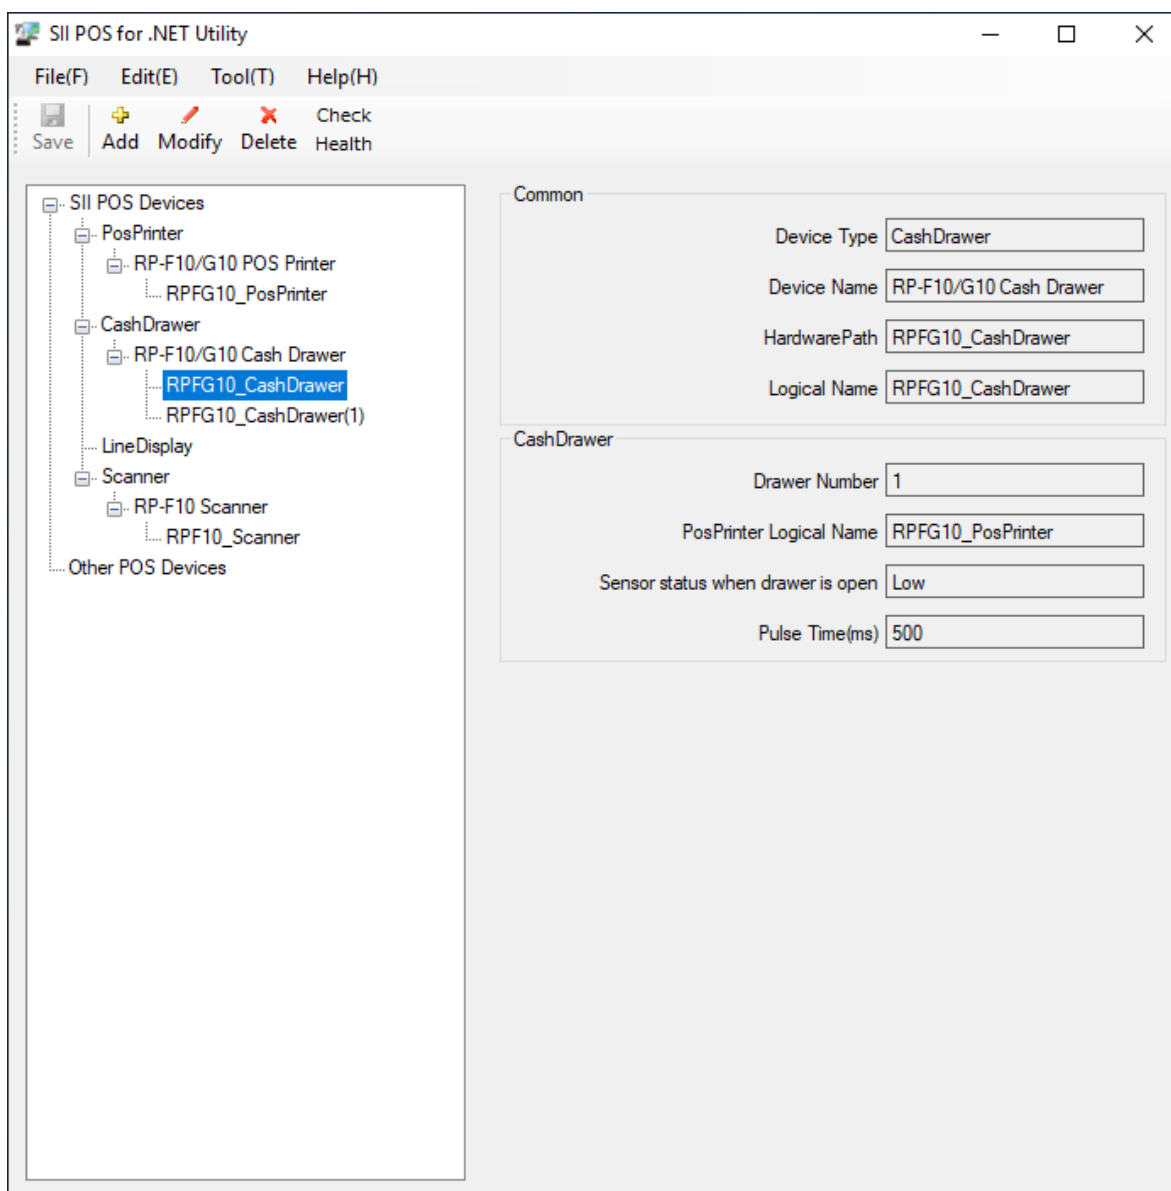 SII POS for .NET Utility
File(F) Edit(E) Tool(T) Help(H)
Save Add Modify Delete Check Health
SII POS Devices
PosPrinter
RP-F10/G10 POS Printer
RPFG10_PosPrinter
CashDrawer
RP-F10/G10 Cash Drawer
RPFG10_CashDrawer
RPFG10_CashDrawer(1)
LineDisplay
Scanner
RP-F10 Scanner
RPF10_Scanner
Other POS Devices
Common
Device Type CashDrawer
Device Name RP-F10/G10 Cash Drawer
HardwarePath RPFG10_CashDrawer
Logical Name RPFG10_CashDrawer
CashDrawer
Drawer Number 1
PosPrinter Logical Name RPFG10_PosPrinter
Sensor status when drawer is open Low
Pulse Time(ms) 500